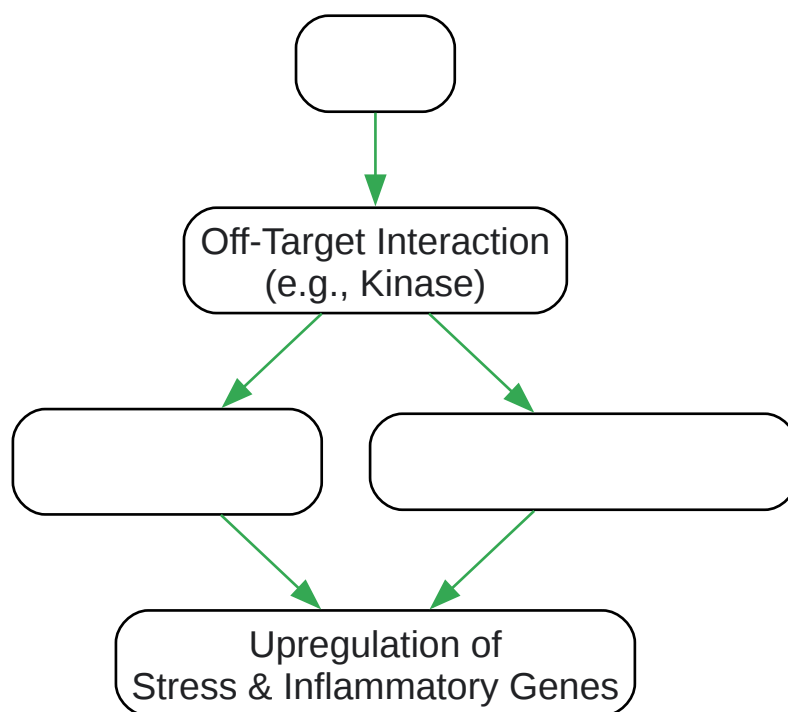 Off-Target Interaction
(e.g., Kinase)
Upregulation of
Stress & Inflammatory Genes